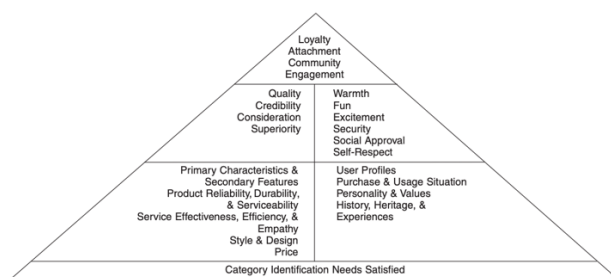 Loyalty
Attachment
Community
Engagement
Quality
Credibility
Consideration
Superiority
Warmth
Fun
Excitement
Security
Social Approval
Self-Respect
Primary Characteristics &
Secondary Features
Product Reliability, Durability,
& Serviceability
Service Effectiveness, Efficiency, &
Empathy
Style & Design
Price
User Profiles
Purchase & Usage Situation
Personality & Values
History, Heritage, &
Experiences
Category Identification Needs Satisfied